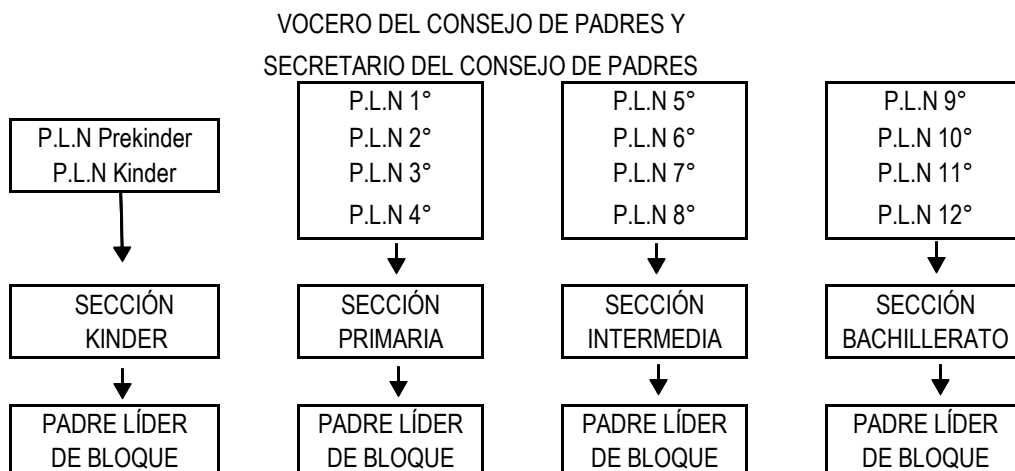 VOCERO DEL CONSEJO DE PADRES Y
SECRETARIO DEL CONSEJO DE PADRES
P.L.N Prekinder
P.L.N Kinder
P.L.N 1°
P.L.N 2°
P.L.N 3°
P.L.N 4°
P.L.N 5°
P.L.N 6°
P.L.N 7°
P.L.N 8°
P.L.N 9°
P.L.N 10°
P.L.N 11°
P.L.N 12°
SECCIÓN
KINDER
SECCIÓN
PRIMARIA
SECCIÓN
INTERMEDIA
SECCIÓN
BACHILLERATO
PADRE LÍDER
DE BLOQUE
PADRE LÍDER
DE BLOQUE
PADRE LÍDER
DE BLOQUE
PADRE LÍDER
DE BLOQUE